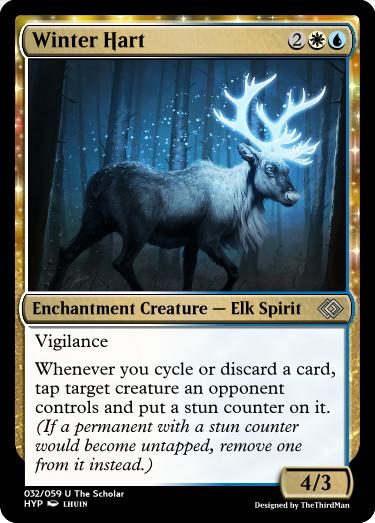 Winter Hart 2
Enchantment Creature — Elk Spirit
Vigilance
Whenever you cycle or discard a card,
tap target creature an opponent
controls and put a stun counter on it.
(If a permanent with a stun counter
would become untapped, remove one
from it instead.)
4/3
032/059 U The Scholar
HYP LHUIN
Designed by TheThirdMan